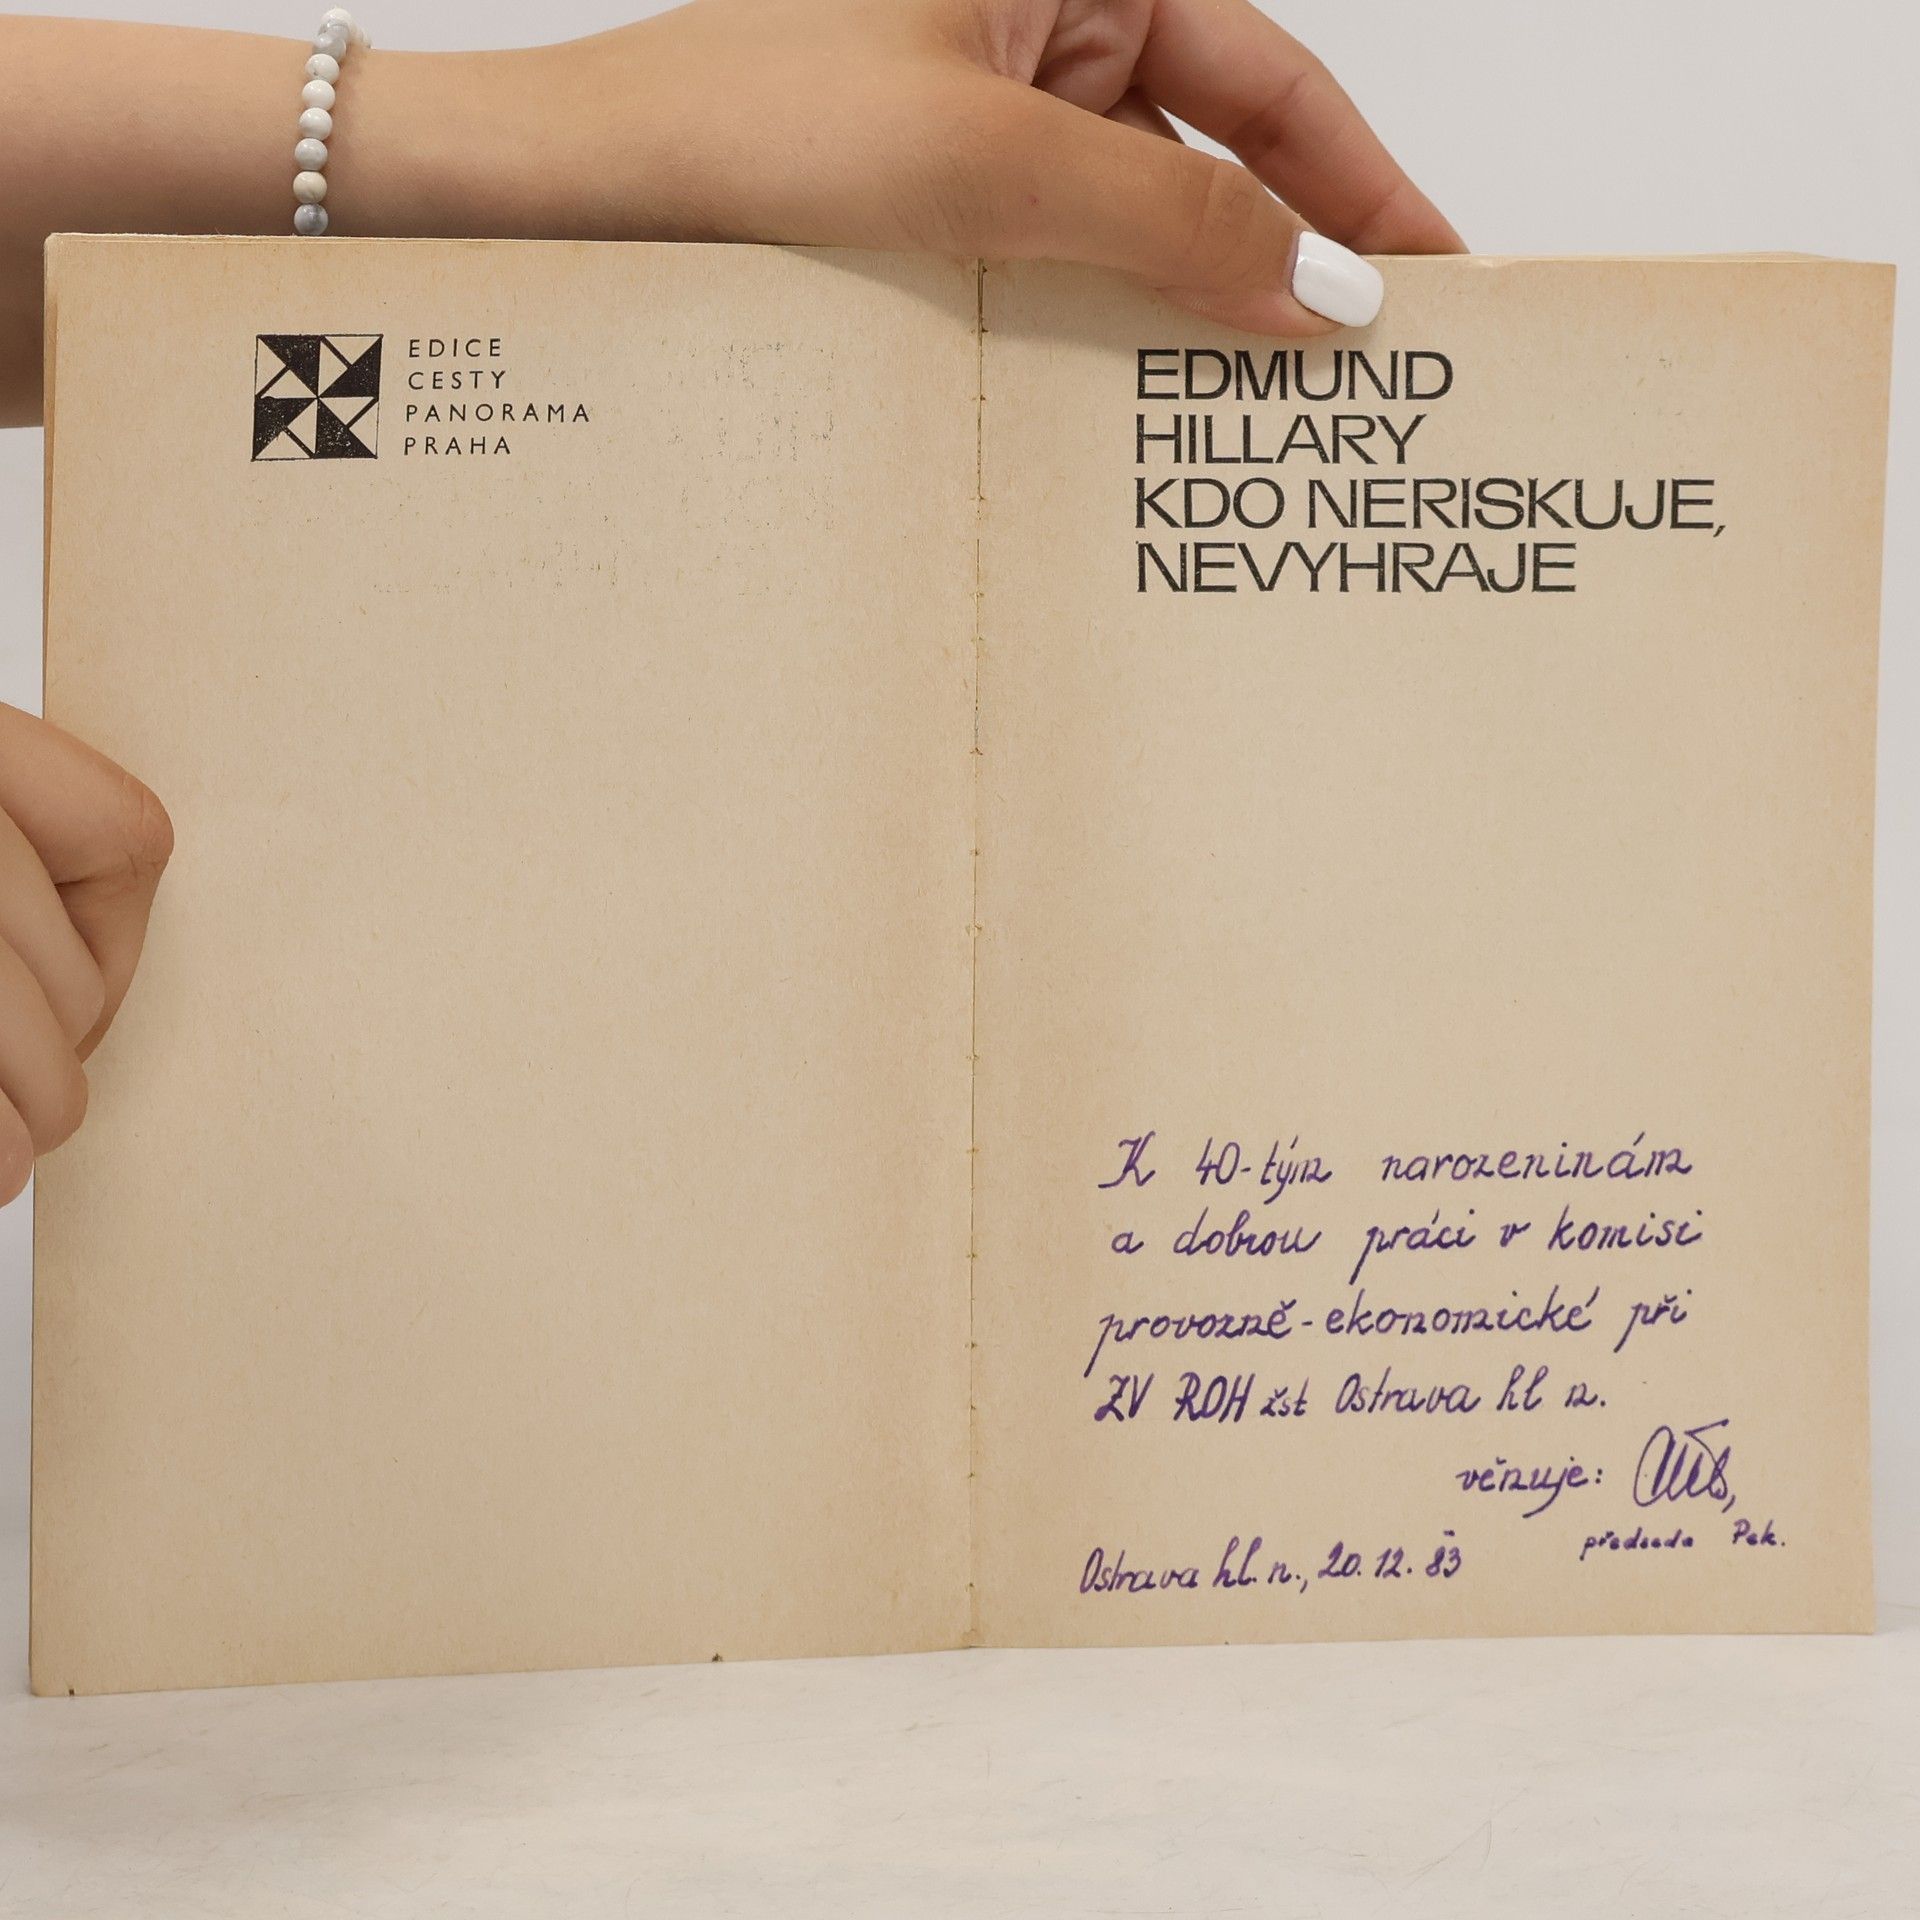 EDICE
CESTY
PANORAMA
PRAHA
EDMUND
HILLARY
KDO NERISKUJE,
NEVYHRAJE
K 40-tým narozeninám
a dobrou práci v komisi
provozně-ekonomické při
ZV ROH žst Ostrava hl n.
věnuje:
předseda Pek.
Ostrava hl. n., 20. 12. 83